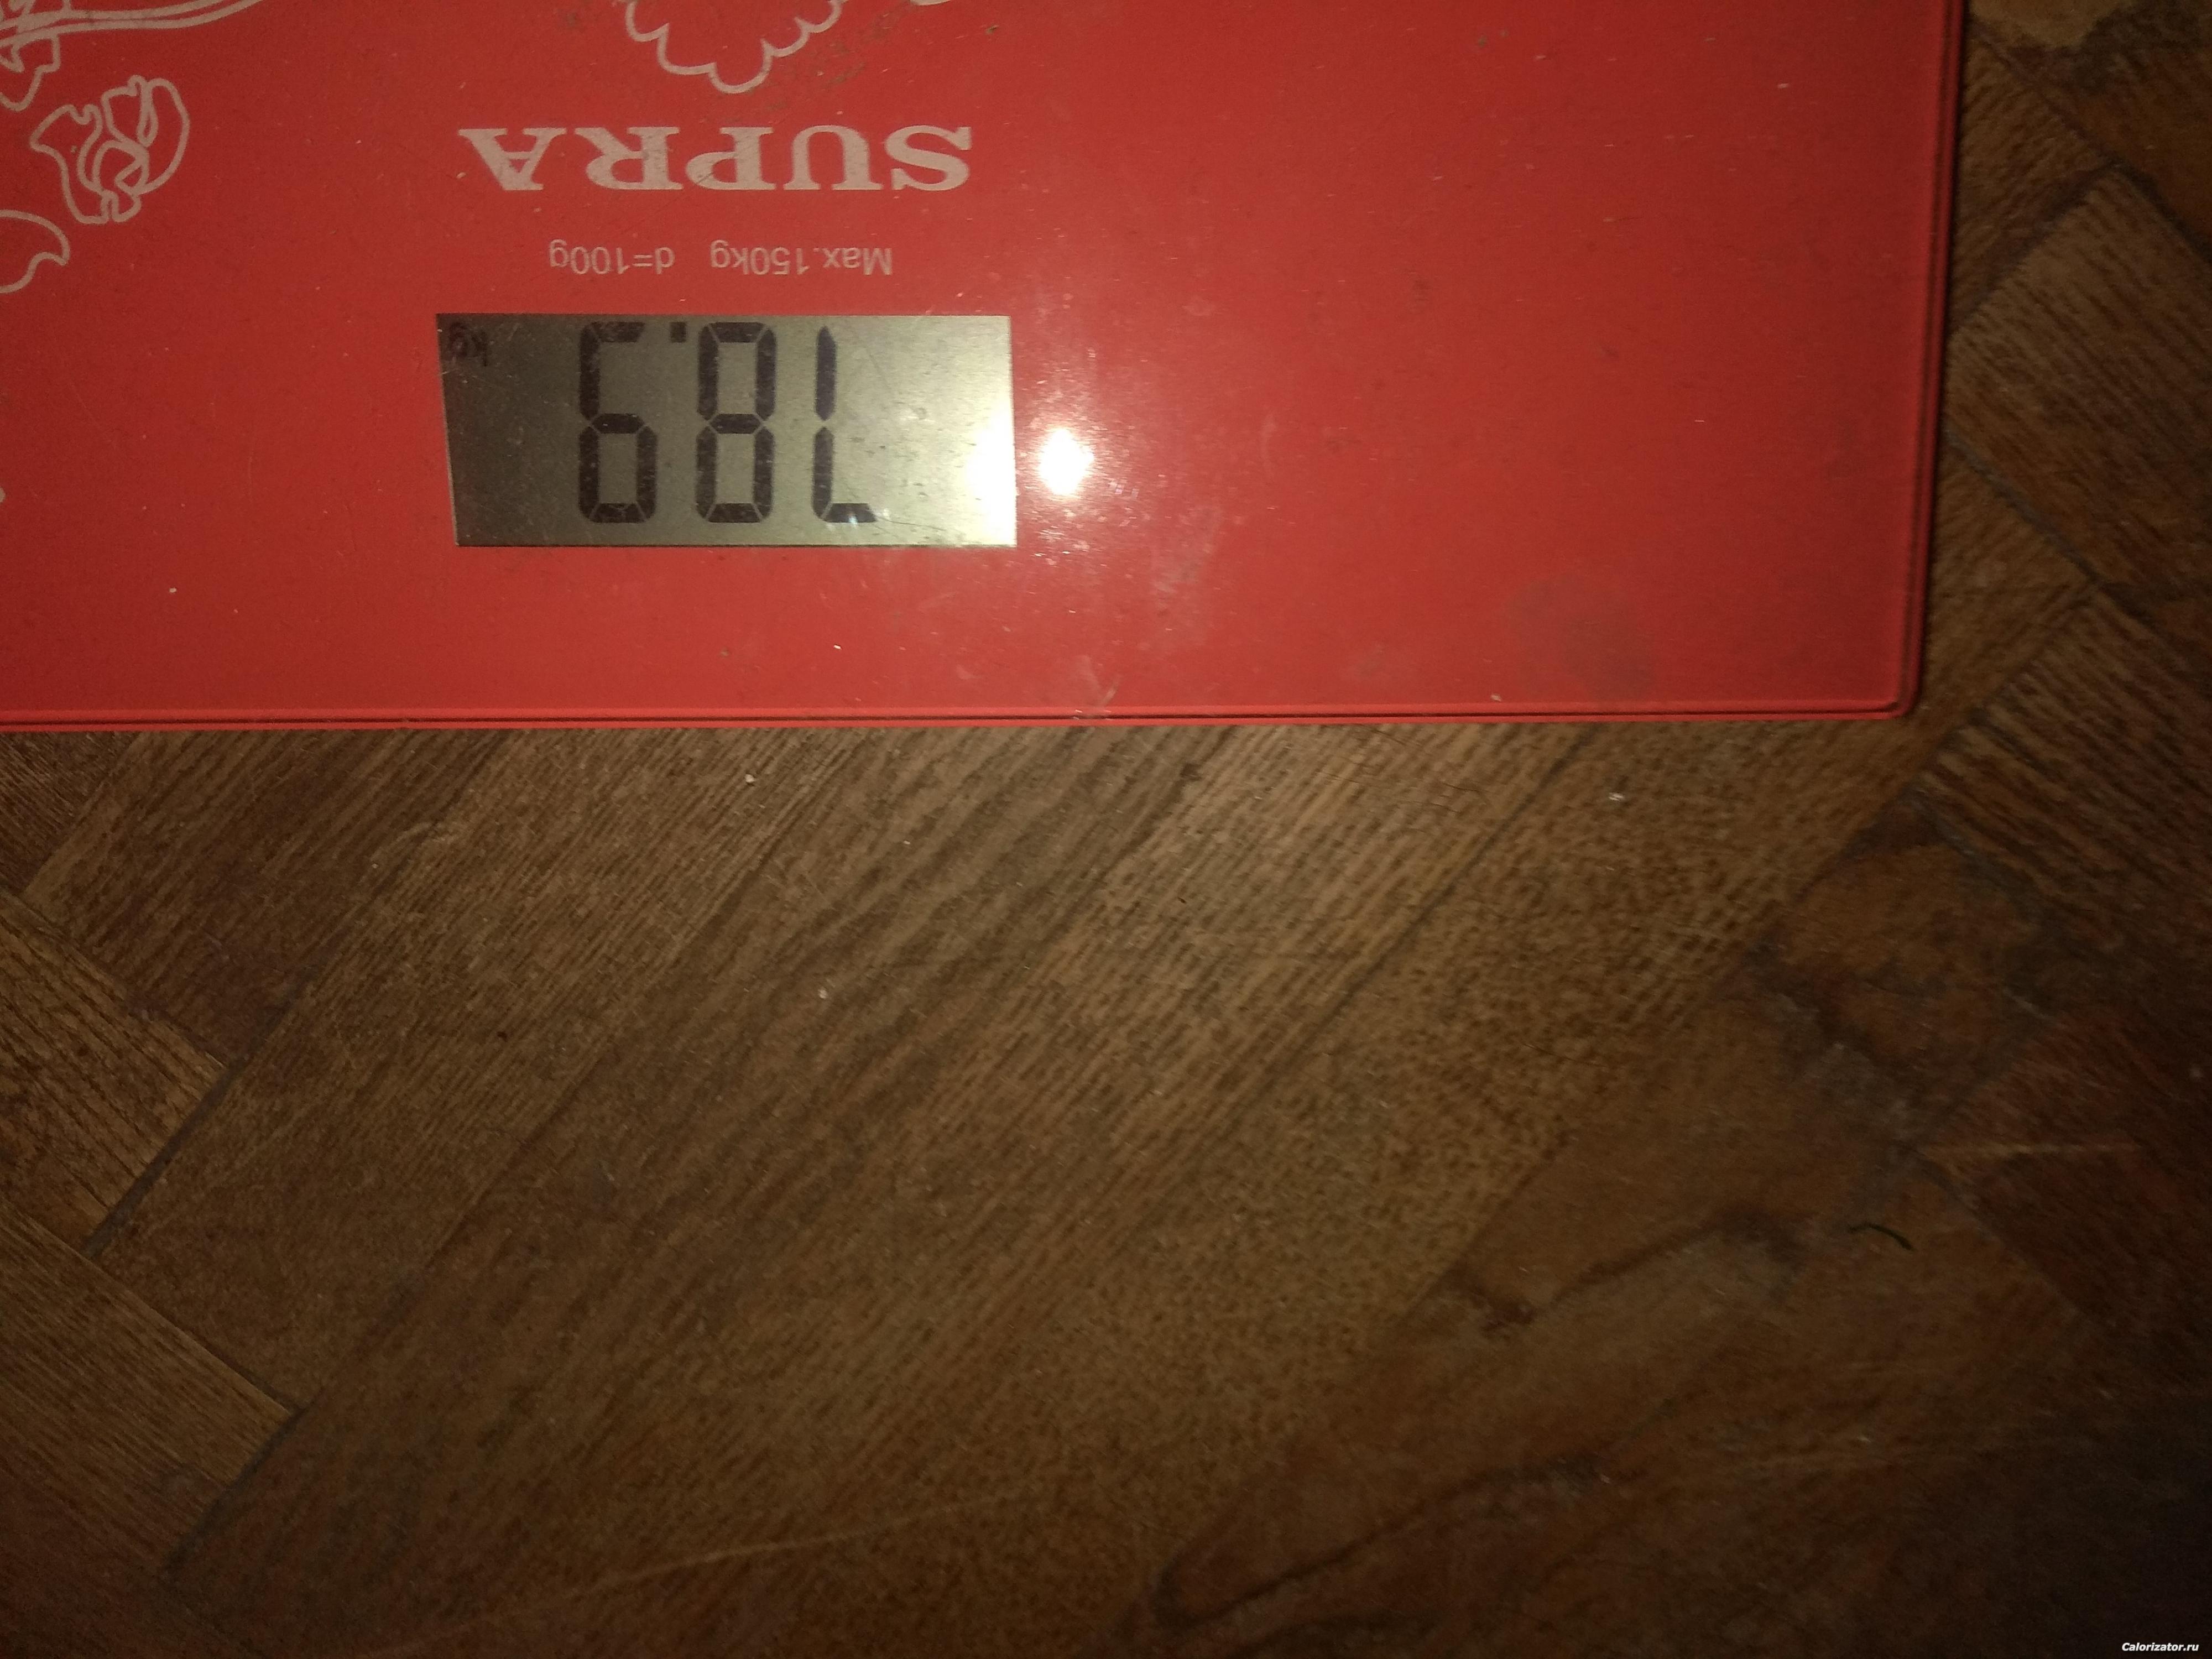 78.9 kg
Max.150kg d=100g
SUPRA
Calorizator.ru